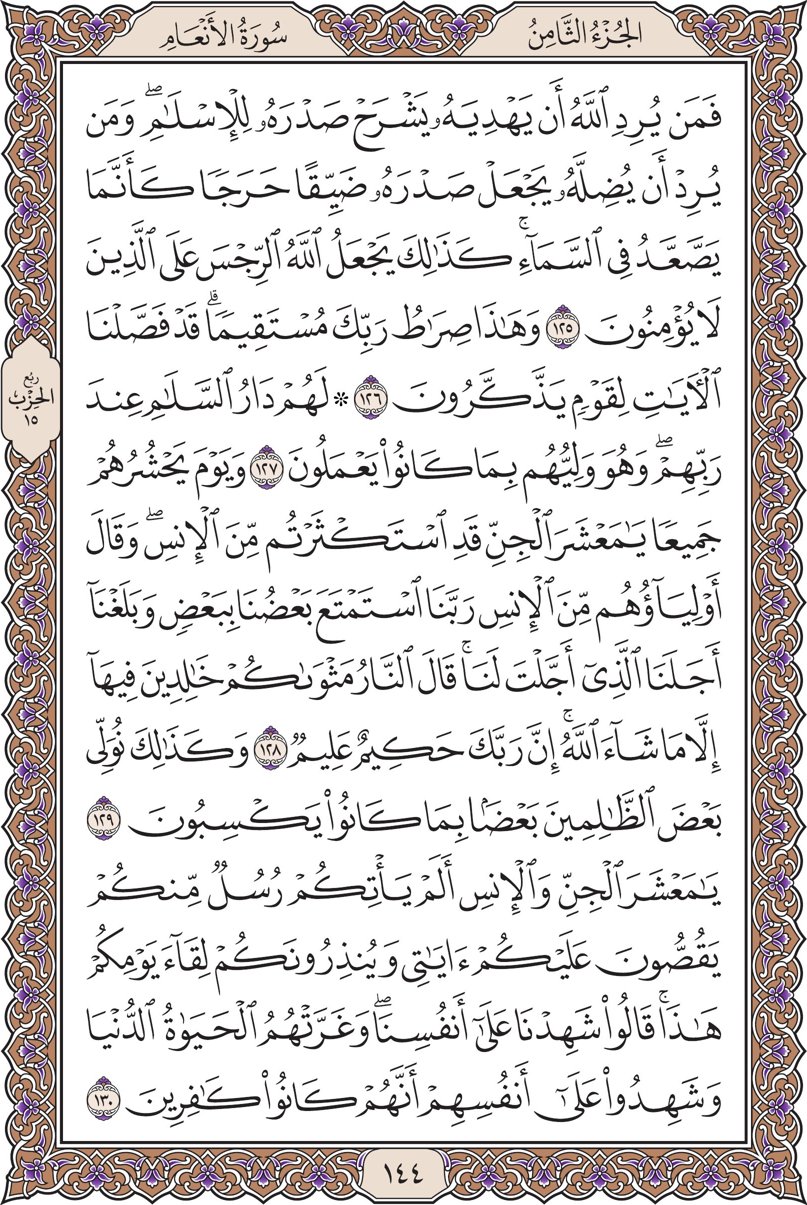 الجُزْءُ الثَّامِنُ
سُورَةُ الأَنْعَامِ
فَمَن يُرِدِ ٱللَّهُ أَن يَهْدِيَهُۥ يَشْرَحْ صَدْرَهُۥ لِلْإِسْلَٰمِۖ وَمَن
يُرِدْ أَن يُضِلَّهُۥ يَجْعَلْ صَدْرَهُۥ ضَيِّقًا حَرَجًا كَأَنَّمَا
يَصَّعَّدُ فِي ٱلسَّمَآءِۚ كَذَٰلِكَ يَجْعَلُ ٱللَّهُ ٱلرِّجْسَ عَلَى ٱلَّذِينَ
لَا يُؤْمِنُونَ ١٢٥ وَهَٰذَا صِرَٰطُ رَبِّكَ مُسْتَقِيمًاۗ قَدْ فَصَّلْنَا
ٱلْأٓيَٰتِ لِقَوْمٍ يَذَّكَّرُونَ ١٢٦ ۞ لَهُمْ دَارُ ٱلسَّلَٰمِ عِندَ
رَبِّهِمْۖ وَهُوَ وَلِيُّهُم بِمَا كَانُوا۟ يَعْمَلُونَ ١٢٧ وَيَوْمَ يَحْشُرُهُمْ
جَمِيعًا يَٰمَعْشَرَ ٱلْجِنِّ قَدِ ٱسْتَكْثَرْتُم مِّنَ ٱلْإِنسِۖ وَقَالَ
أَوْلِيَآؤُهُم مِّنَ ٱلْإِنسِ رَبَّنَا ٱسْتَمْتَعَ بَعْضُنَا بِبَعْضٍ وَبَلَغْنَآ
أَجَلَنَا ٱلَّذِيٓ أَجَّلْتَ لَنَاۚ قَالَ ٱلنَّارُ مَثْوَىٰكُمْ خَٰلِدِينَ فِيهَآ
إِلَّا مَا شَآءَ ٱللَّهُۚ إِنَّ رَبَّكَ حَكِيمٌ عَلِيمٌ ١٢٨ وَكَذَٰلِكَ نُوَلِّي
بَعْضَ ٱلظَّٰلِمِينَ بَعْضًۢا بِمَا كَانُوا۟ يَكْسِبُونَ ١٢٩
يَٰمَعْشَرَ ٱلْجِنِّ وَٱلْإِنسِ أَلَمْ يَأْتِكُمْ رُسُلٌ مِّنكُمْ
يَقُصُّونَ عَلَيْكُمْ ءَايَٰتِي وَيُنذِرُونَكُمْ لِقَآءَ يَوْمِكُمْ
هَٰذَاۚ قَالُوا۟ شَهِدْنَا عَلَىٰٓ أَنفُسِنَاۖ وَغَرَّتْهُمُ ٱلْحَيَوٰةُ ٱلدُّنْيَا
وَشَهِدُوا۟ عَلَىٰٓ أَنفُسِهِمْ أَنَّهُمْ كَانُوا۟ كَٰفِرِينَ ١٣٠
رُبْعُ
الحِزْبِ
١٥
١٤٤